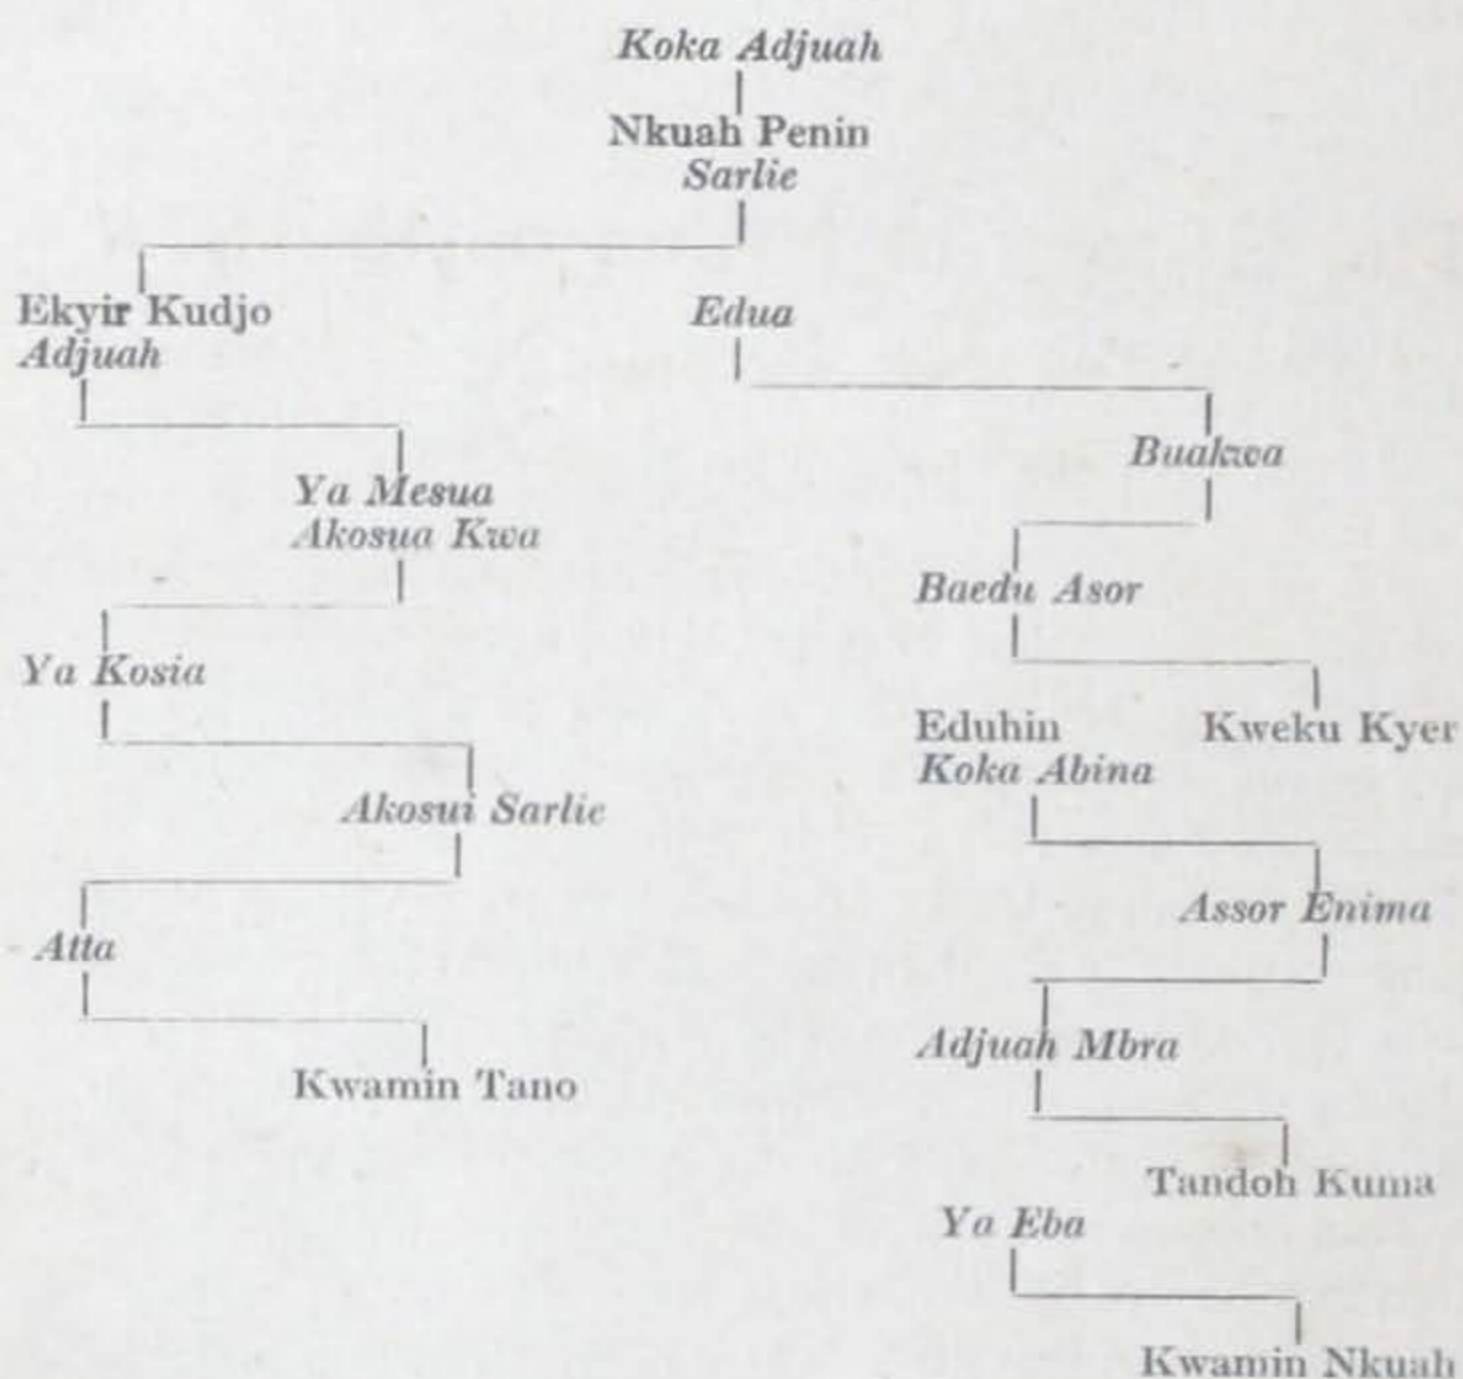 Koka Adjuah
Nkuah Penin
Sarlie
Ekyir Kudjo
Adjuah
Edua
Buakwa
Ya Mesua
Akosua Kwa
Baedu Asor
Ya Kosia
Eduhin
Koka Abina
Kweku Kyer
Akosui Sarlie
Assor Enima
Atta
Adjuah Mbra
Kwamin Tano
Tandoh Kuma
Ya Eba
Kwamin Nkuah